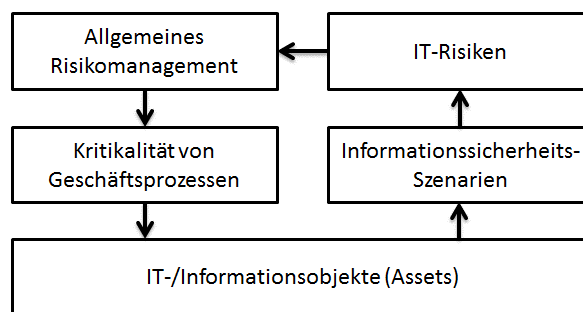 Allgemeines
Risikomanagement
IT-Risiken
Kritikalität von
Geschäftsprozessen
Informationssicherheits-
Szenarien
IT-/Informationsobjekte (Assets)